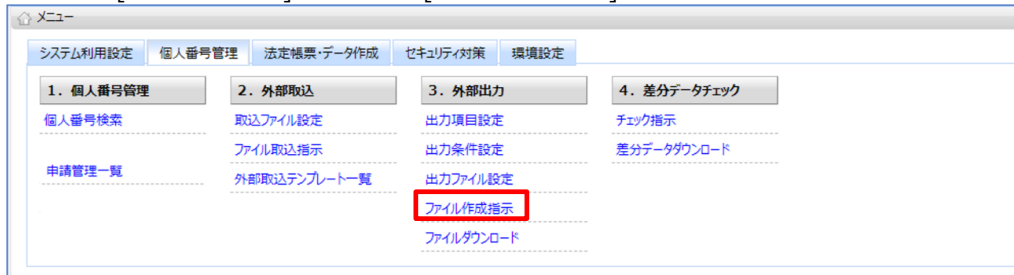 メニュー
システム利用設定 個人番号管理 法定帳票・データ作成 セキュリティ対策 環境設定
1. 個人番号管理 2. 外部取込 3. 外部出力 4. 差分データチェック
個人番号検索 取込ファイル設定 出力項目設定 チェック指示
ファイル取込指示 出力条件設定 差分データダウンロード
申請管理一覧 外部取込テンプレート一覧 出力ファイル設定
ファイル作成指示
ファイルダウンロード